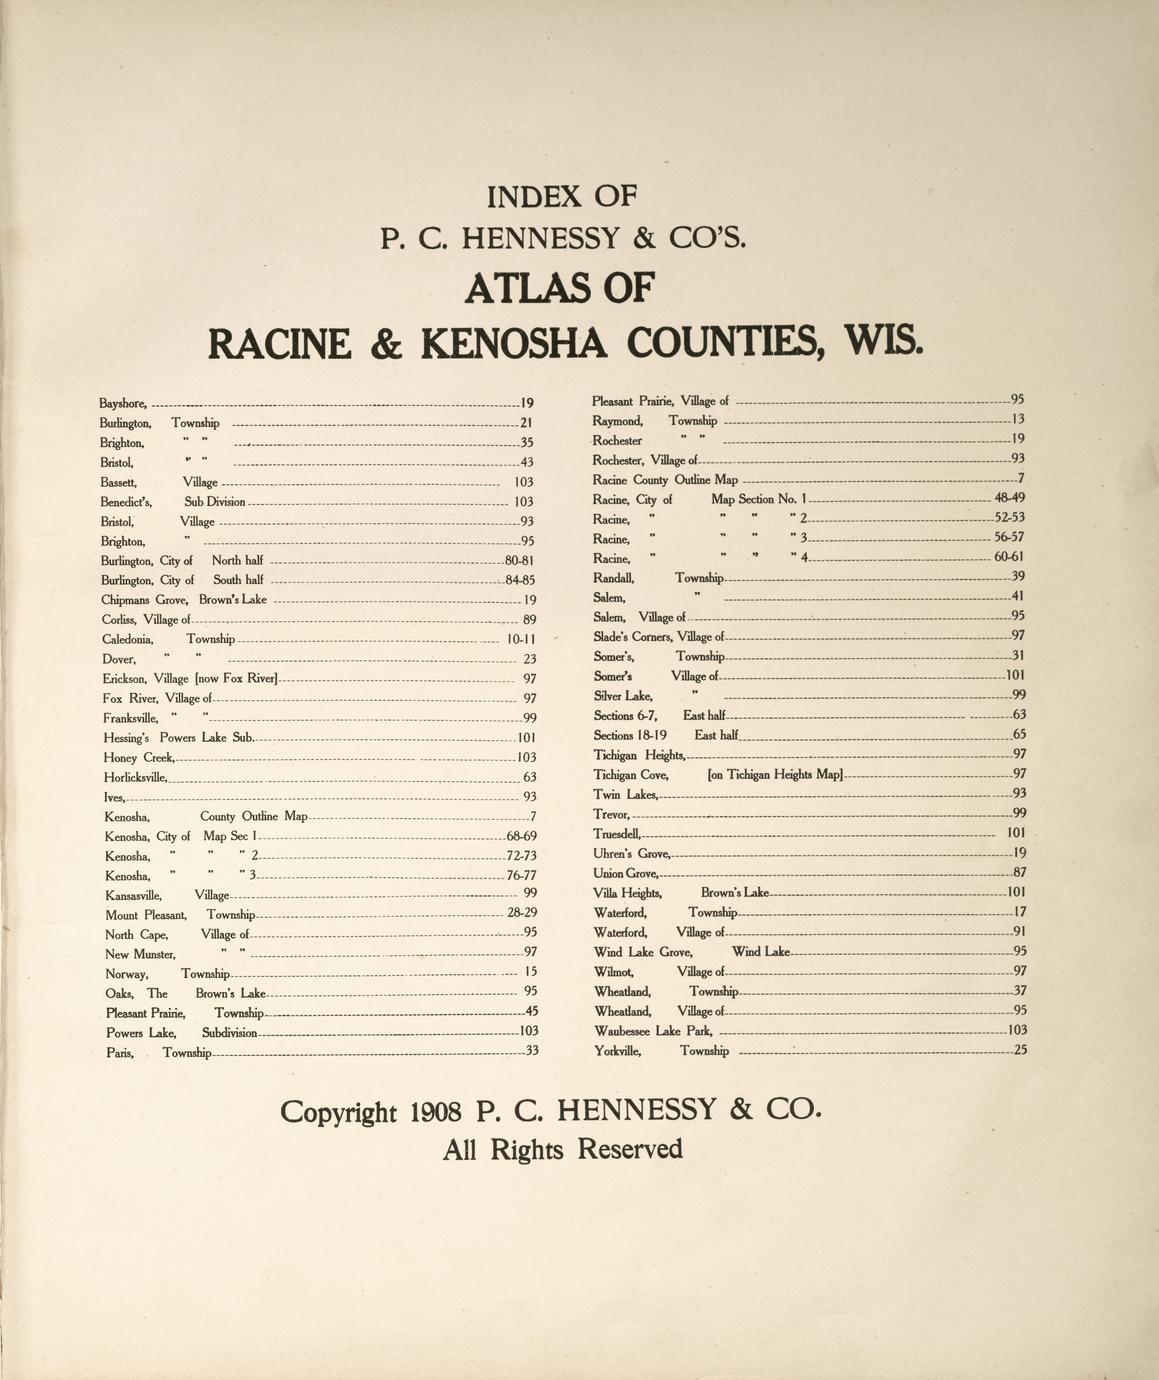 INDEX OF
P. C. HENNESSY & CO'S.
ATLAS OF
RACINE & KENOSHA COUNTIES, WIS.
Bayshore, 19
Burlington, Township 21
Brighton, " " 35
Bristol, " " 43
Bassett, Village 103
Benedict's, Sub Division 103
Bristol, Village 93
Brighton, " 95
Burlington, City of North half 80-81
Burlington, City of South half 84-85
Chipmans Grove, Brown's Lake 19
Corliss, Village of 89
Caledonia, Township 10-11
Dover, " " 23
Erickson, Village [now Fox River] 97
Fox River, Village of 97
Franksville, " " 99
Hessing's Powers Lake Sub. 101
Honey Creek, 103
Horlicksville, 63
Ives, 93
Kenosha, County Outline Map 7
Kenosha, City of Map Sec 1 68-69
Kenosha, " " " 2 72-73
Kenosha, " " " 3 76-77
Kansasville, Village 99
Mount Pleasant, Township 28-29
North Cape, Village of 95
New Munster, " " 97
Norway, Township 15
Oaks, The Brown's Lake 95
Pleasant Prairie, Township 45
Powers Lake, Subdivision 103
Paris, Township 33
Pleasant Prairie, Village of 95
Raymond, Township 13
Rochester " " 19
Rochester, Village of 93
Racine County Outline Map 7
Racine, City of Map Section No. 1 48-49
Racine, " " " " 2 52-53
Racine, " " " " 3 56-57
Racine, " " " " 4 60-61
Randall, Township 39
Salem, " 41
Salem, Village of 95
Slade's Corners, Village of 97
Somer's, Township 31
Somer's Village of 101
Silver Lake, " 99
Sections 6-7, East half 63
Sections 18-19 East half 65
Tichigan Heights, 97
Tichigan Cove, [on Tichigan Heights Map] 97
Twin Lakes, 93
Trevor, 99
Truesdell, 101
Uhren's Grove, 19
Union Grove, 87
Villa Heights, Brown's Lake 101
Waterford, Township 17
Waterford, Village of 91
Wind Lake Grove, Wind Lake 95
Wilmot, Village of 97
Wheatland, Township 37
Wheatland, Village of 95
Waubessee Lake Park, 103
Yorkville, Township 25
Copyright 1908 P. C. HENNESSY & CO.
All Rights Reserved